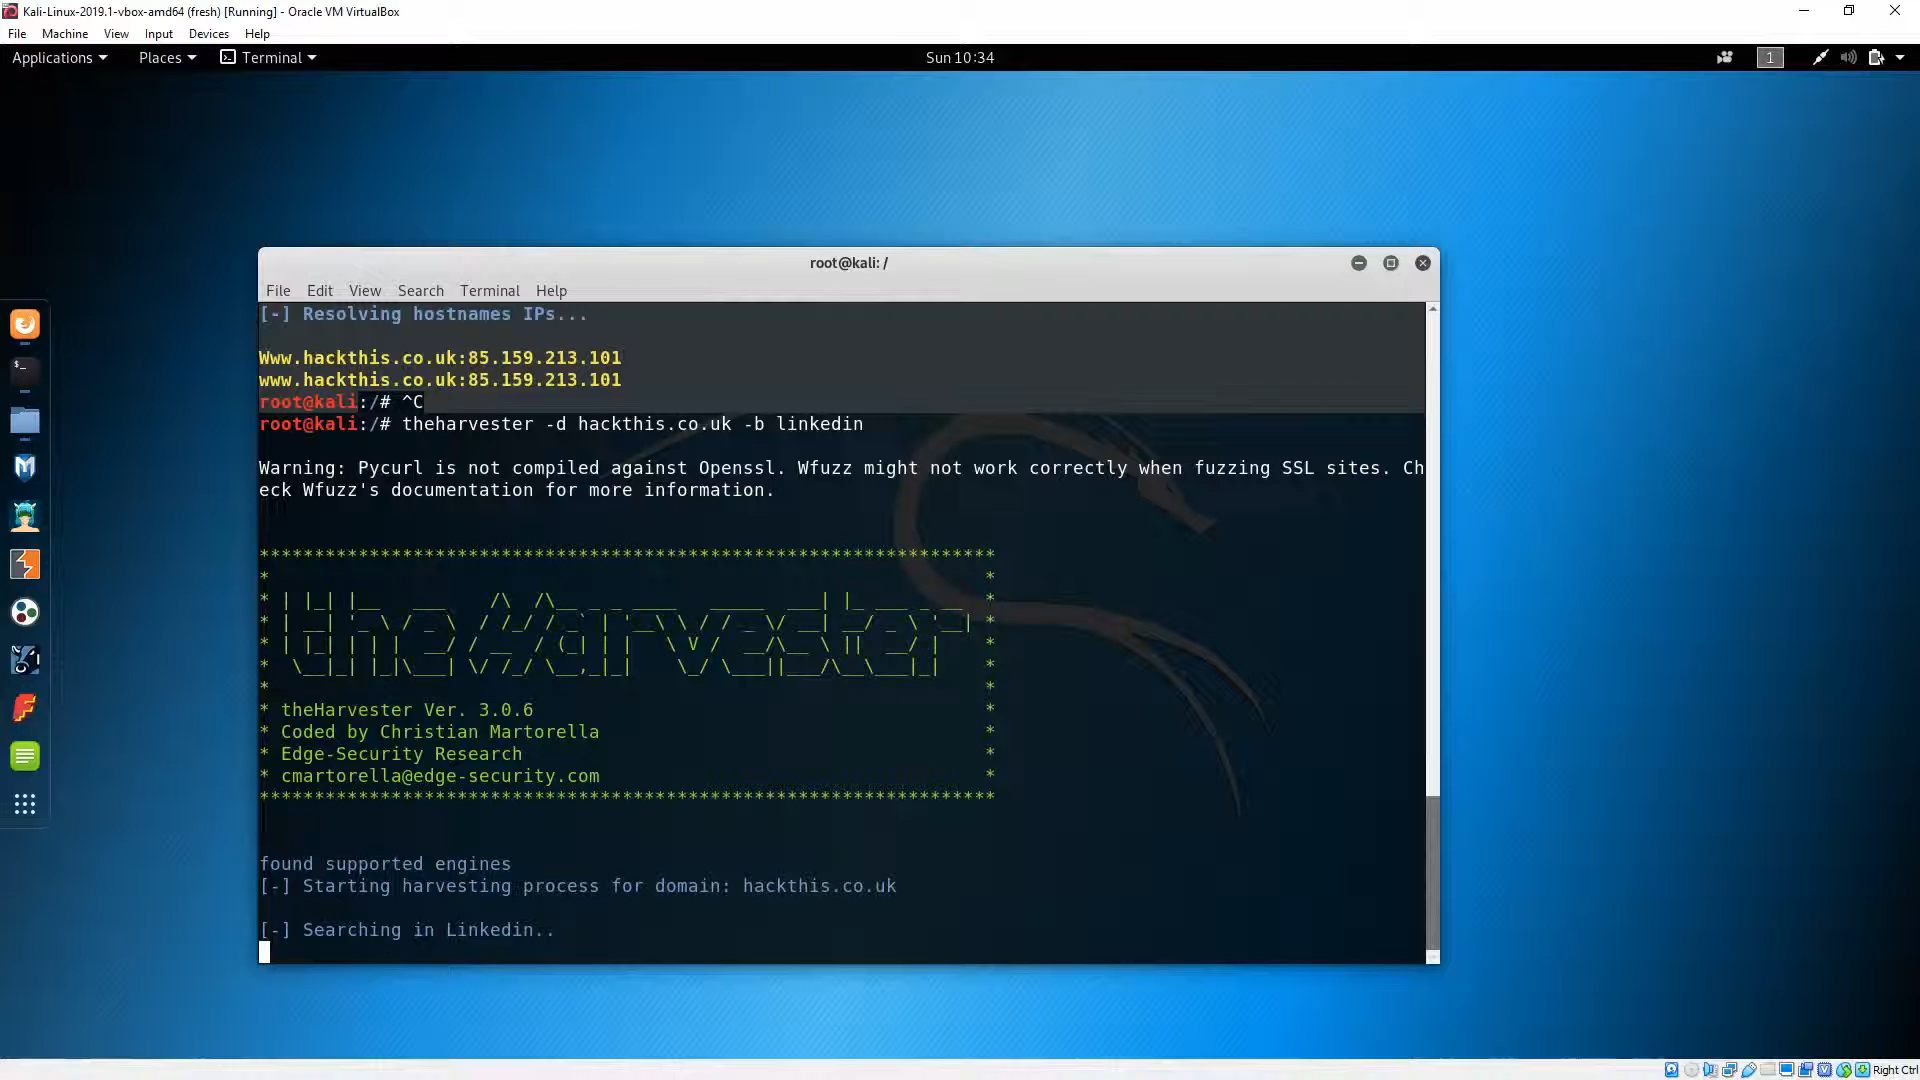 Kali-Linux-2019.1-vbox-amd64 (fresh) [Running] - Oracle VM VirtualBox
File Machine View Input Devices Help
Applications Places Terminal Sun 10:34 1
root@kali: /
File Edit View Search Terminal Help
[-] Resolving hostnames IPs...
Www.hackthis.co.uk:85.159.213.101
www.hackthis.co.uk:85.159.213.101
root@kali:/# ^C
root@kali:/# theharvester -d hackthis.co.uk -b linkedin
Warning: Pycurl is not compiled against Openssl. Wfuzz might not work correctly when fuzzing SSL sites. Ch
eck Wfuzz's documentation for more information.
*******************************************************************
* *
theHarvester
* *
* theHarvester Ver. 3.0.6 *
* Coded by Christian Martorella *
* Edge-Security Research *
* cmartorella@edge-security.com *
*******************************************************************
found supported engines
[-] Starting harvesting process for domain: hackthis.co.uk
[-] Searching in Linkedin..
Right Ctrl